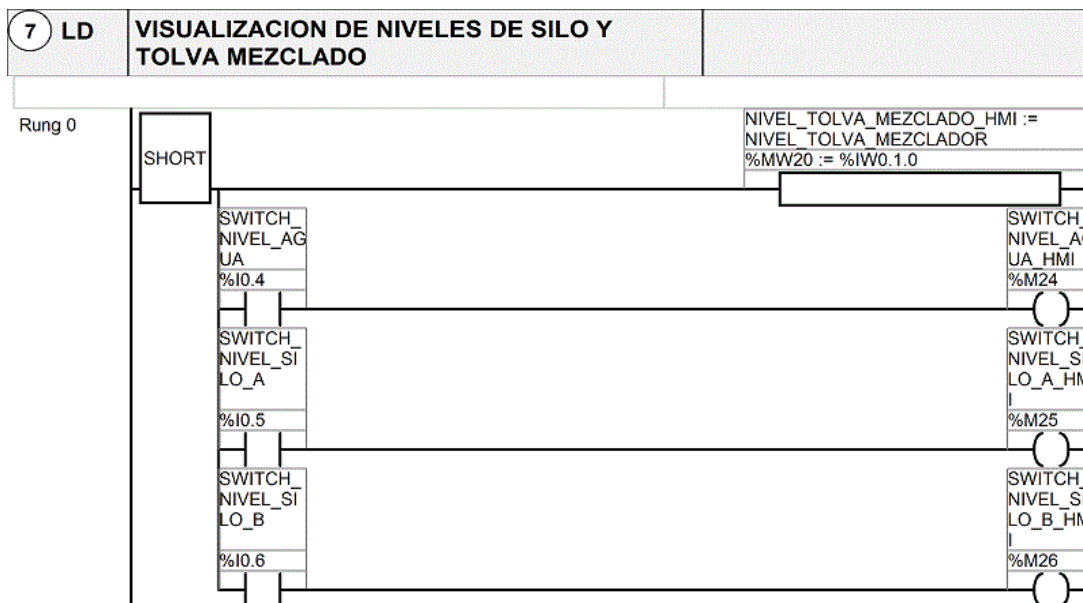 7 LD VISUALIZACION DE NIVELES DE SILO Y
TOLVA MEZCLADO
Rung 0
SHORT
NIVEL_TOLVA_MEZCLADO_HMI :=
NIVEL_TOLVA_MEZCLADOR
%MW20 := %IW0.1.0
SWITCH_
NIVEL_AG
UA
%I0.4
SWITCH_
NIVEL_A
UA_HMI
%M24
SWITCH_
NIVEL_SI
LO_A
%I0.5
SWITCH_
NIVEL_S
LO_A_HM
I
%M25
SWITCH_
NIVEL_SI
LO_B
%I0.6
SWITCH_
NIVEL_S
LO_B_HM
I
%M26